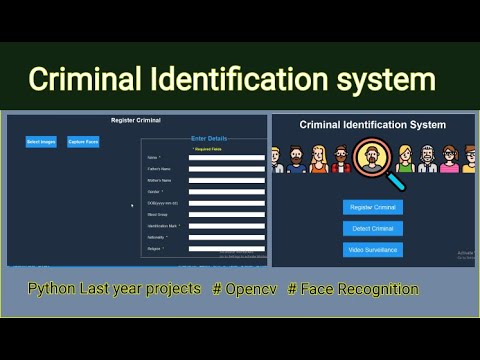 Criminal Identification system
Register Criminal
Select Images
Capture Faces
Enter Details
* Required Fields
Name *
Father's Name
Mother's Name
Gender *
DOB(yyyy-mm-dd)
Blood Group
Identification Mark *
Nationality *
Religion *
Criminal Identification System
Register Criminal
Detect Criminal
Video Surveillance
Python Last year projects # Opencv # Face Recognition